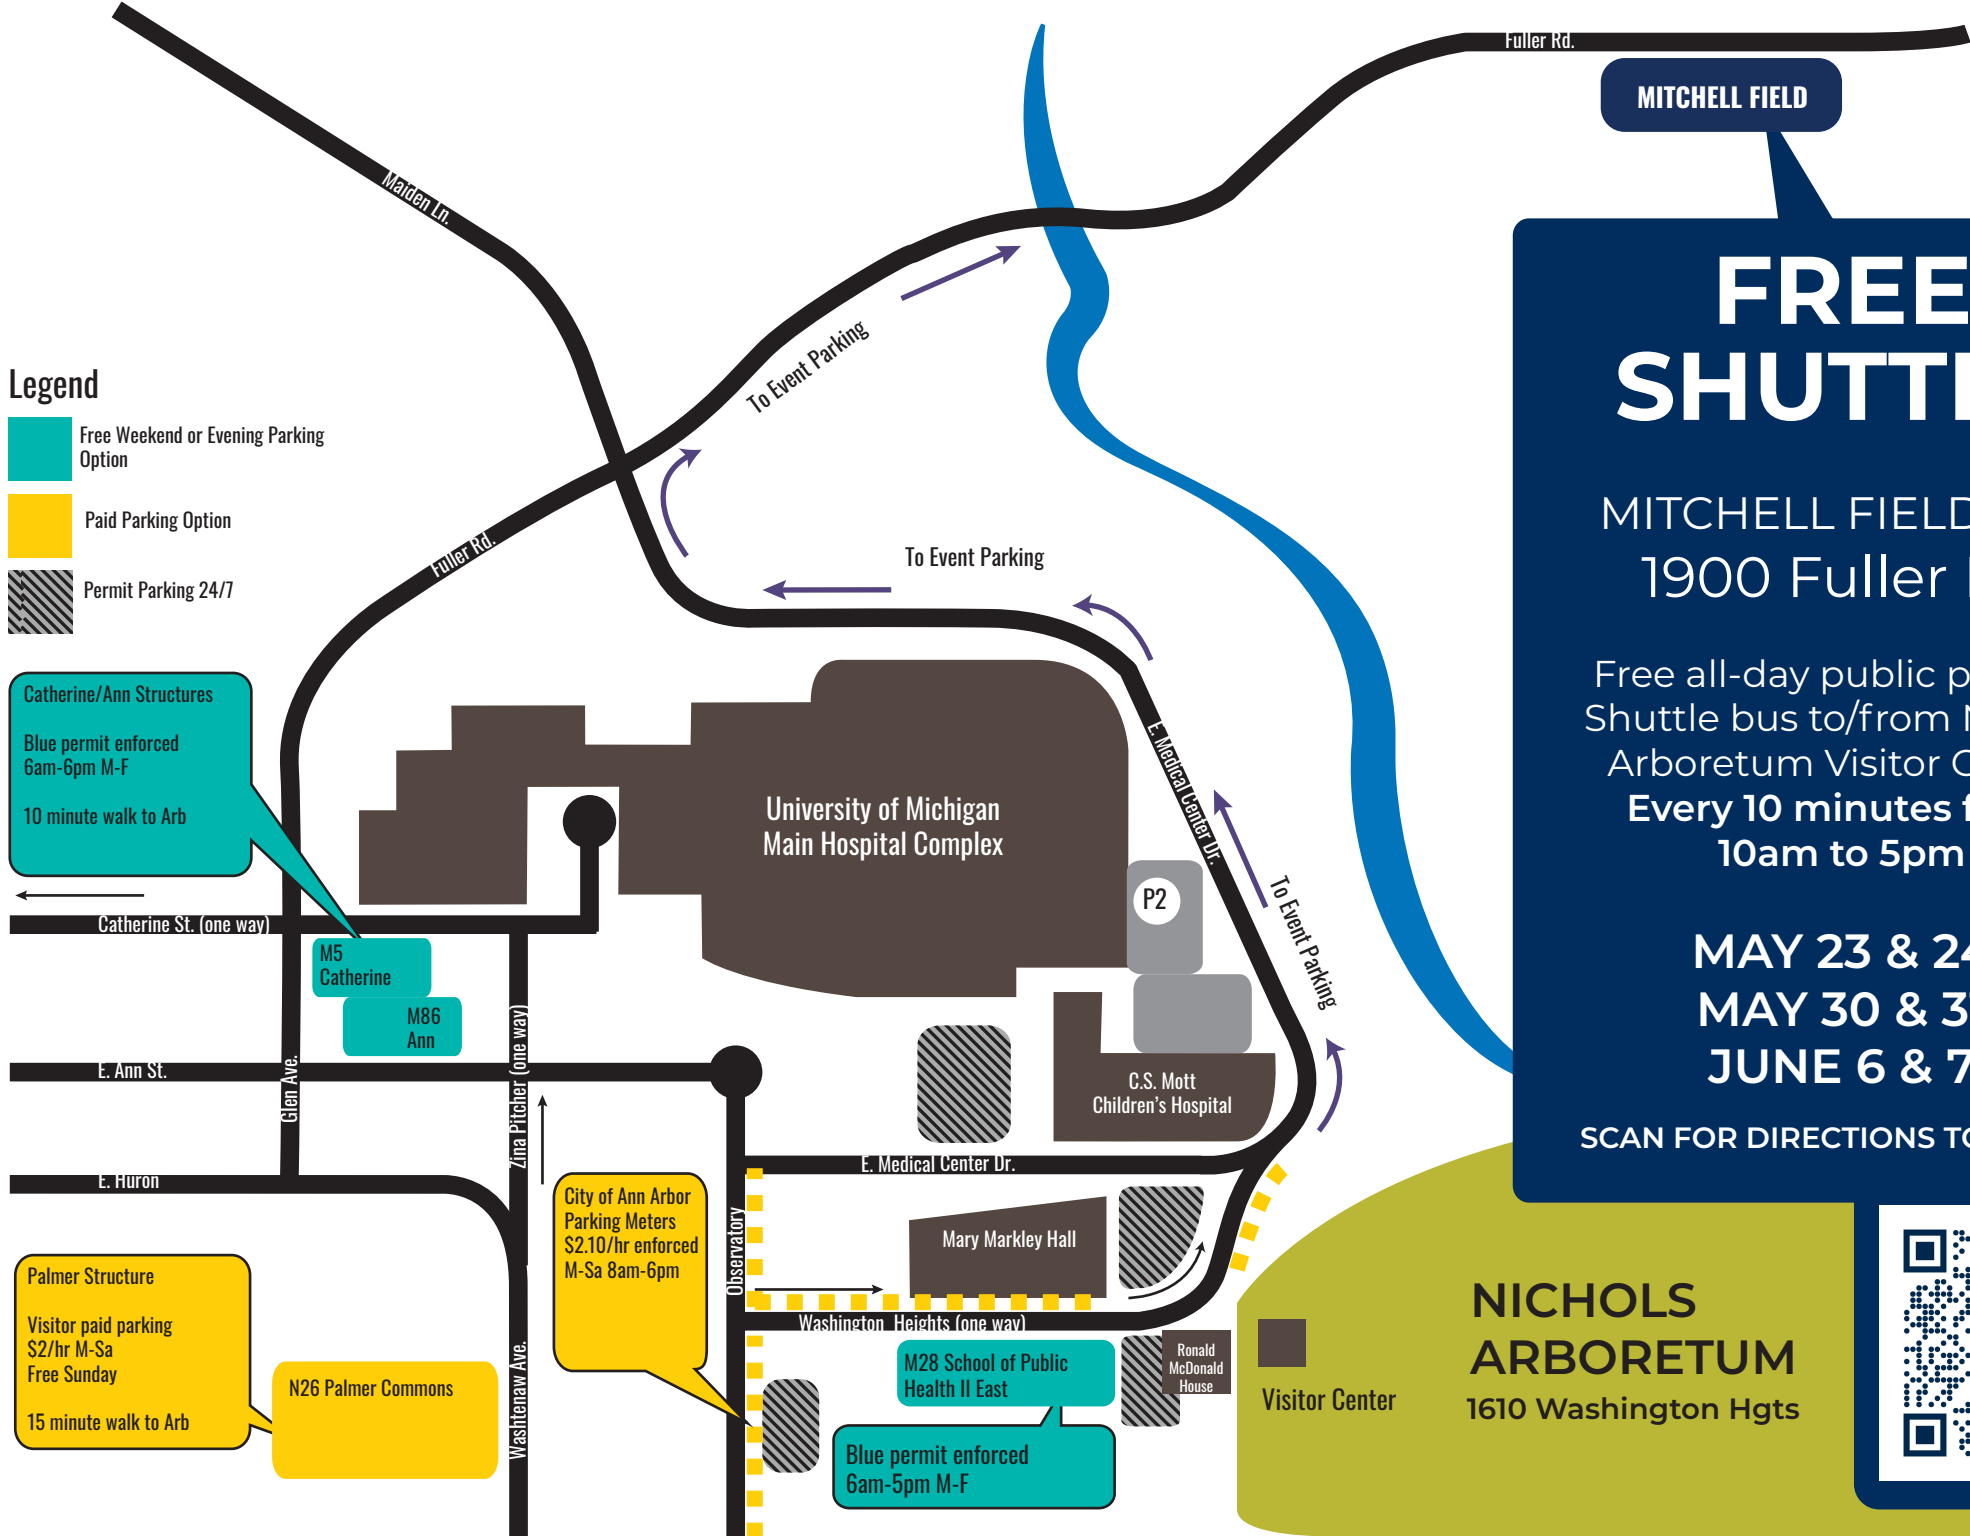 Fuller Rd.
MITCHELL FIELD
Maiden Ln.
To Event Parking
Legend
Free Weekend or Evening Parking
Option
Paid Parking Option
Permit Parking 24/7
Fuller Rd.
To Event Parking
FREE
SHUTTL
MITCHELL FIELD
1900 Fuller
Free all-day public p
Shuttle bus to/from N
Arboretum Visitor C
Every 10 minutes f
10am to 5pm
MAY 23 & 24
MAY 30 & 31
JUNE 6 & 7
SCAN FOR DIRECTIONS TO
Catherine/Ann Structures
Blue permit enforced
6am-6pm M-F
10 minute walk to Arb
University of Michigan
Main Hospital Complex
E. Medical Center Dr.
To Event Parking
P2
Catherine St. (one way)
M5
Catherine
M86
Ann
E. Ann St.
Glen Ave.
Zina Pitcher (one way)
C.S. Mott
Children's Hospital
E. Medical Center Dr.
E. Huron
City of Ann Arbor
Parking Meters
$2.10/hr enforced
M-Sa 8am-6pm
Observatory
Mary Markley Hall
Washington Heights (one way)
Palmer Structure
Visitor paid parking
$2/hr M-Sa
Free Sunday
15 minute walk to Arb
N26 Palmer Commons
Washtenaw Ave.
M28 School of Public
Health II East
Blue permit enforced
6am-5pm M-F
Ronald
McDonald
House
Visitor Center
NICHOLS
ARBORETUM
1610 Washington Hgts